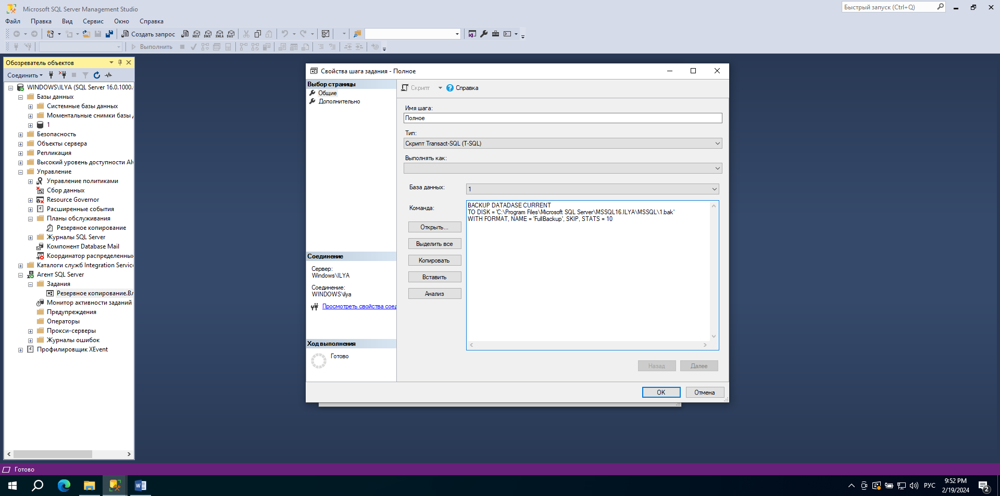 Microsoft SQL Server Management Studio
Быстрый запуск (Ctrl+Q)
Файл Правка Вид Сервис Окно Справка
Создать запрос MDX DMX XMLA DAX
Выполнить
Обозреватель объектов
Соединить
WINDOWS\ILYA (SQL Server 16.0.1000.
Базы данных
Системные базы данных
Моментальные снимки базы
1
Безопасность
Объекты сервера
Репликация
Высокий уровень доступности Al
Управление
Управление политиками
Сбор данных
Resource Governor
Расширенные события
Планы обслуживания
Резервное копирование
Журналы SQL Server
Компонент Database Mail
Координатор распределенных
Каталоги служб Integration Servic
Агент SQL Server
Задания
Резервное копирование.В
Монитор активности заданий
Предупреждения
Операторы
Прокси-серверы
Журналы ошибок
Профилировщик XEvent
Свойства шага задания - Полное
Выбор страницы
Общие
Дополнительно
Соединение
Сервер:
Windows\ILYA
Соединение:
WINDOWS\ilya
Просмотреть свойства соед
Ход выполнения
Готово
Скрипт Справка
Имя шага:
Полное
Тип:
Скрипт Transact-SQL (T-SQL)
Выполнять как:
База данных: 1
Команда:
BACKUP DATADASE CURRENT
TO DISK = 'C:\Program Files\Microsoft SQL Server\MSSQL16.ILYA\MSSQL\1.bak'
WITH FORMAT, NAME = 'FullBackup', SKIP, STATS = 10
Открыть...
Выделить все
Копировать
Вставить
Анализ
Назад Далее
OK Отмена
Готово
РУС
9:52 PM
2/19/2024
2